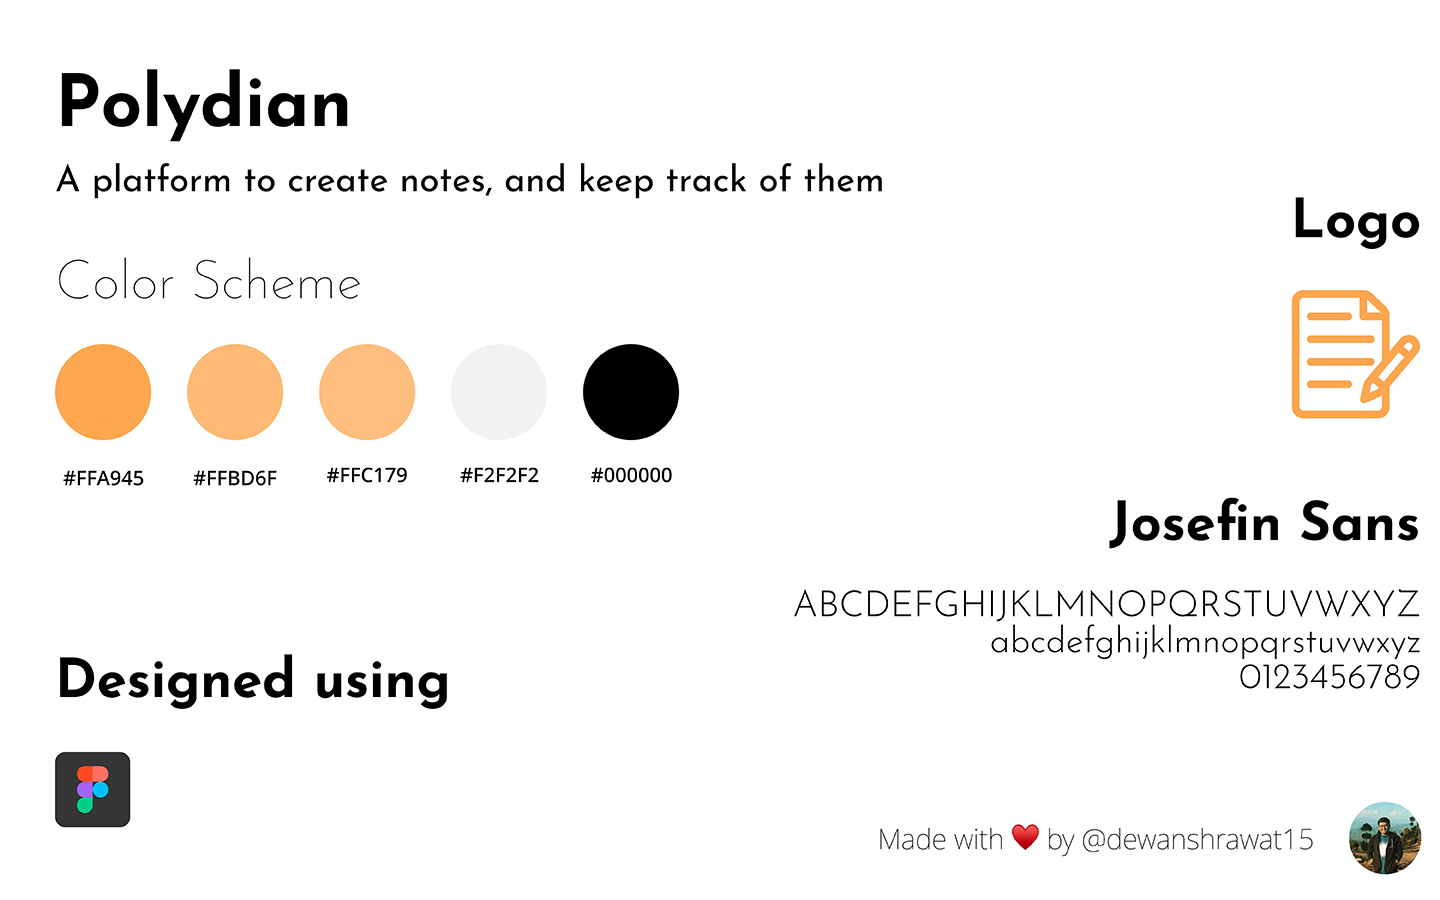 Polydian
A platform to create notes, and keep track of them
Color Scheme
#FFA945 #FFBD6F #FFC179 #F2F2F2 #000000
Logo
Josefin Sans
ABCDEFGHIJKLMNOPQRSTUVWXYZ
abcdefghijklmnopqrstuvwxyz
0123456789
Designed using
Made with ❤️ by @dewanshrawat15